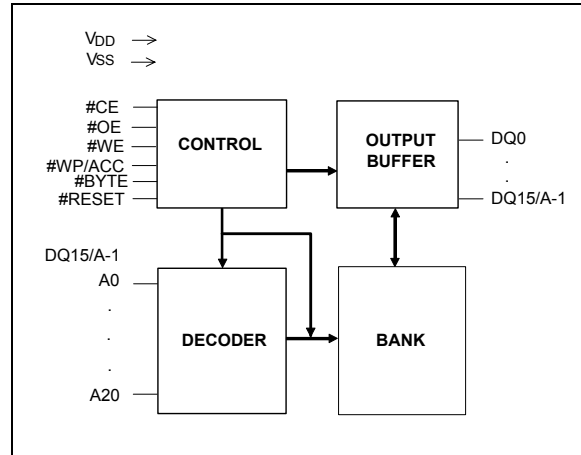 VDD
VSS
#CE
#OE
#WE
#WP/ACC
#BYTE
#RESET
CONTROL
OUTPUT
BUFFER
DQ0
.
.
DQ15/A-1
DQ15/A-1
A0
.
.
.
A20
DECODER
BANK